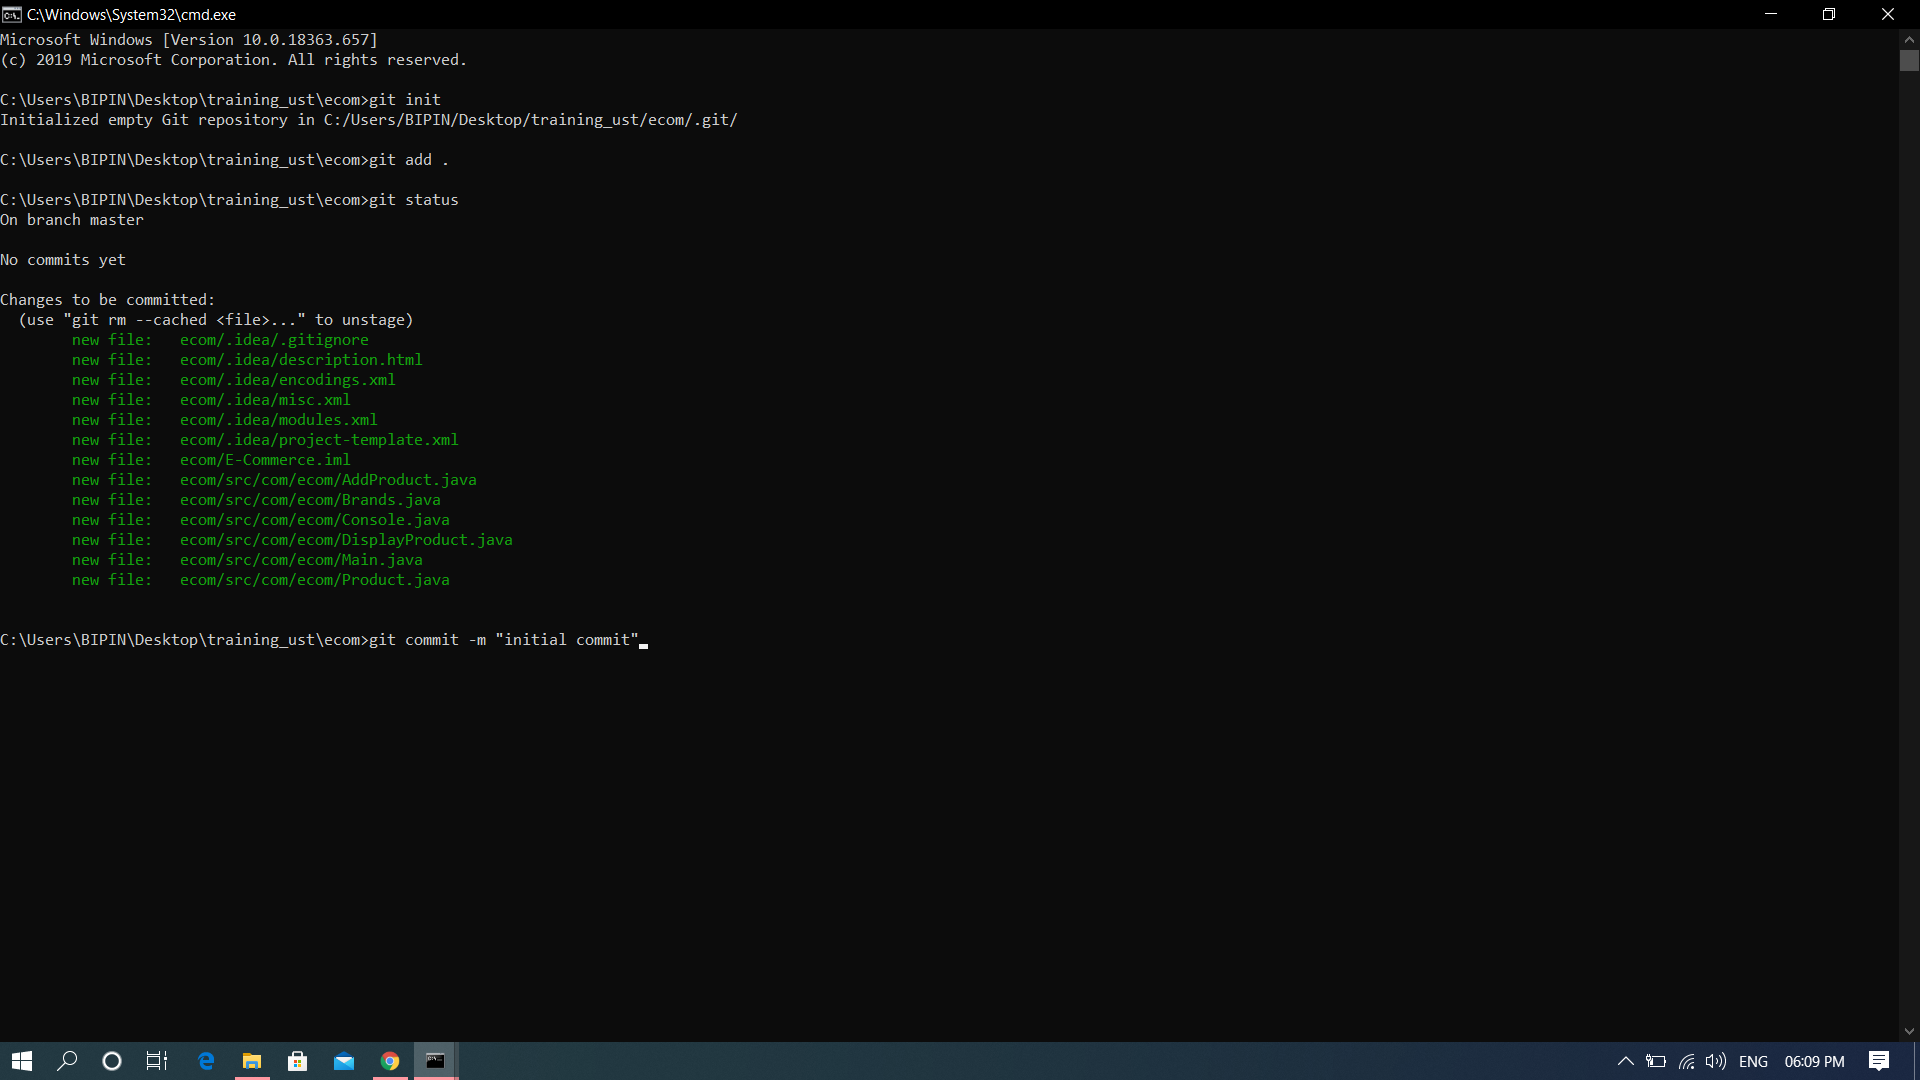 C:\Windows\System32\cmd.exe
Microsoft Windows [Version 10.0.18363.657]
(c) 2019 Microsoft Corporation. All rights reserved.
C:\Users\BIPIN\Desktop\training_ust\ecom>git init
Initialized empty Git repository in C:/Users/BIPIN/Desktop/training_ust/ecom/.git/
C:\Users\BIPIN\Desktop\training_ust\ecom>git add .
C:\Users\BIPIN\Desktop\training_ust\ecom>git status
On branch master
No commits yet
Changes to be committed:
  (use "git rm --cached <file>..." to unstage)
        new file:   ecom/.idea/.gitignore
        new file:   ecom/.idea/description.html
        new file:   ecom/.idea/encodings.xml
        new file:   ecom/.idea/misc.xml
        new file:   ecom/.idea/modules.xml
        new file:   ecom/.idea/project-template.xml
        new file:   ecom/E-Commerce.iml
        new file:   ecom/src/com/ecom/AddProduct.java
        new file:   ecom/src/com/ecom/Brands.java
        new file:   ecom/src/com/ecom/Console.java
        new file:   ecom/src/com/ecom/DisplayProduct.java
        new file:   ecom/src/com/ecom/Main.java
        new file:   ecom/src/com/ecom/Product.java
C:\Users\BIPIN\Desktop\training_ust\ecom>git commit -m "initial commit"
ENG 06:09 PM